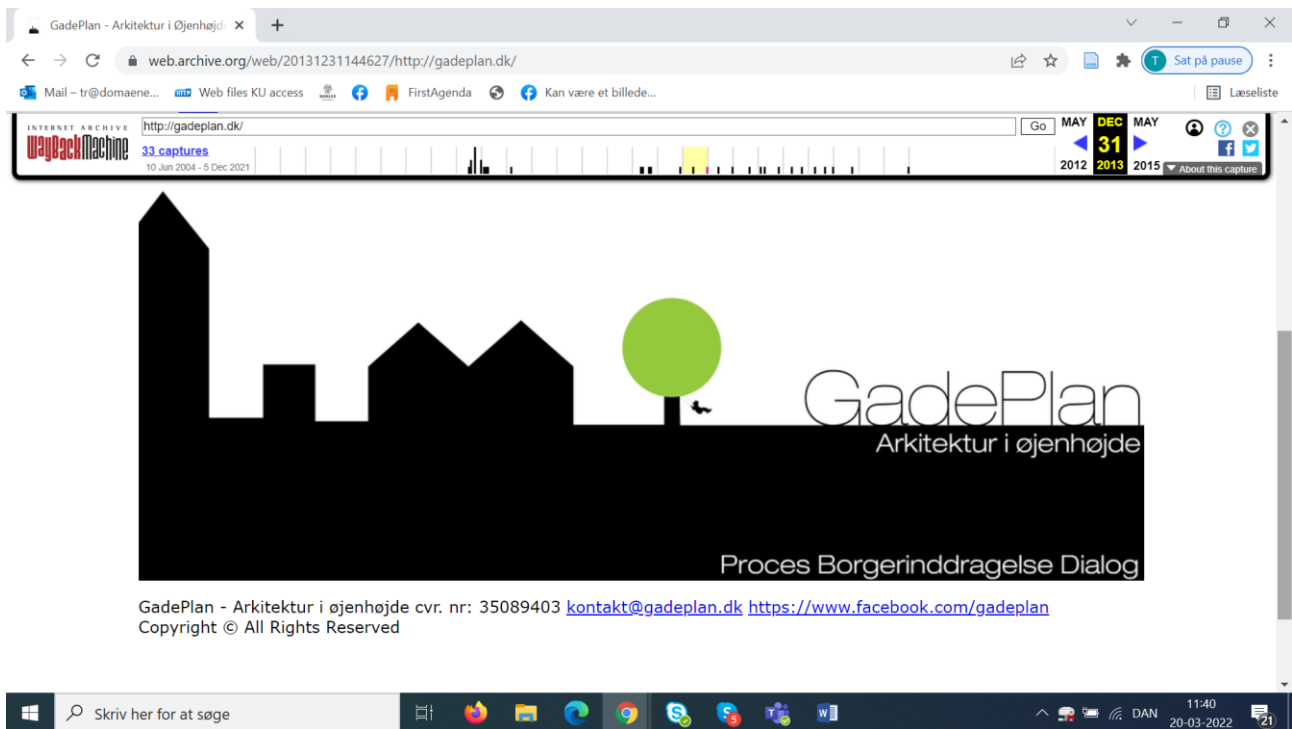 GadePlan - Arkitektur i Øjenhøjd
web.archive.org/web/20131231144627/http://gadeplan.dk/
Sat på pause
Mail – tr@domaene... Web files KU access FirstAgenda Kan være et billede... Læseliste
INTERNET ARCHIVE
WayBackMachine
http://gadeplan.dk/
Go
MAY DEC MAY
33 captures
31
10 Jun 2004 - 5 Dec 2021
2012 2013 2015
About this capture
GadePlan
Arkitektur i øjenhøjde
Proces Borgerinddragelse Dialog
GadePlan - Arkitektur i øjenhøjde cvr. nr: 35089403 kontakt@gadeplan.dk https://www.facebook.com/gadeplan
Copyright © All Rights Reserved
Skriv her for at søge
DAN
11:40
20-03-2022
21